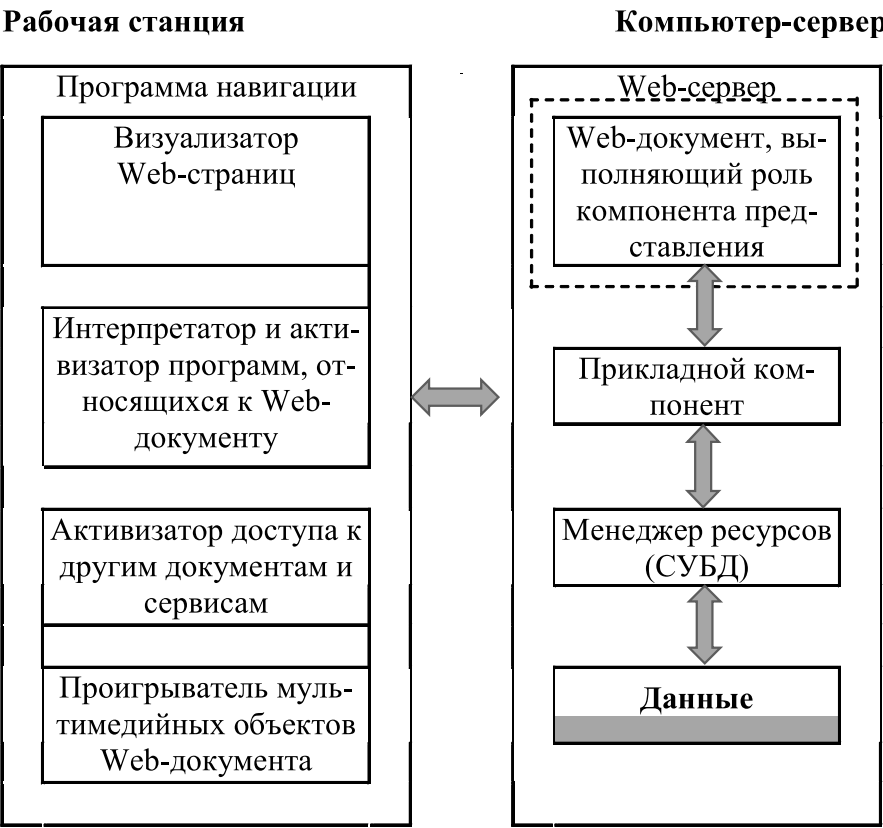 Рабочая станция
Компьютер-сервер
Программа навигации
Визуализатор
Web-страниц
Интерпретатор и акти-
визатор программ, от-
носящихся к Web-
документу
Активизатор доступа к
другим документам и
сервисам
Проигрыватель муль-
тимедийных объектов
Web-документа
Web-сервер
Web-документ, вы-
полняющий роль
компонента пред-
ставления
Прикладной ком-
понент
Менеджер ресурсов
(СУБД)
Данные